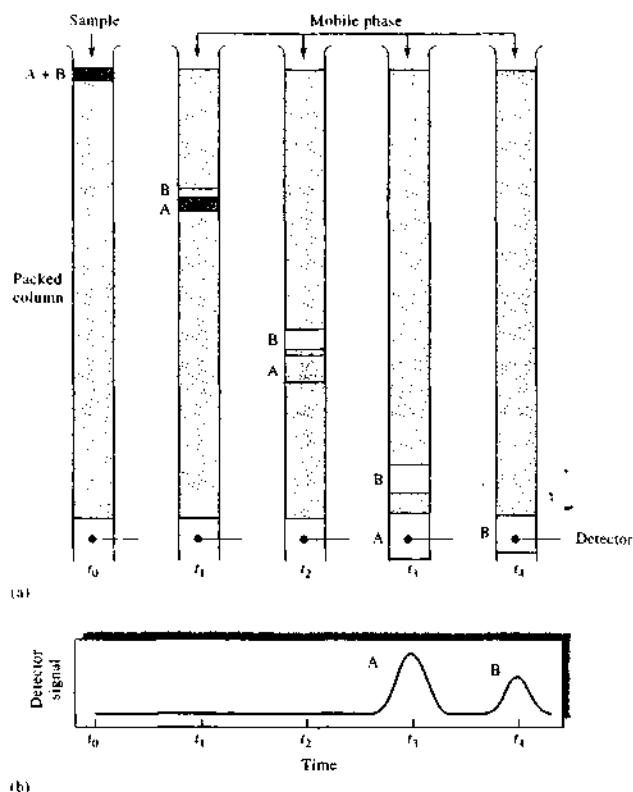 Sample
Mobile phase
A + B
B
A
Packed
column
B
A
B
A
B
Detector
t₀ t₁ t₂ t₃ t₄
(a)
Detector
signal
A
B
t₀ t₁ t₂ t₃ t₄
Time
(b)